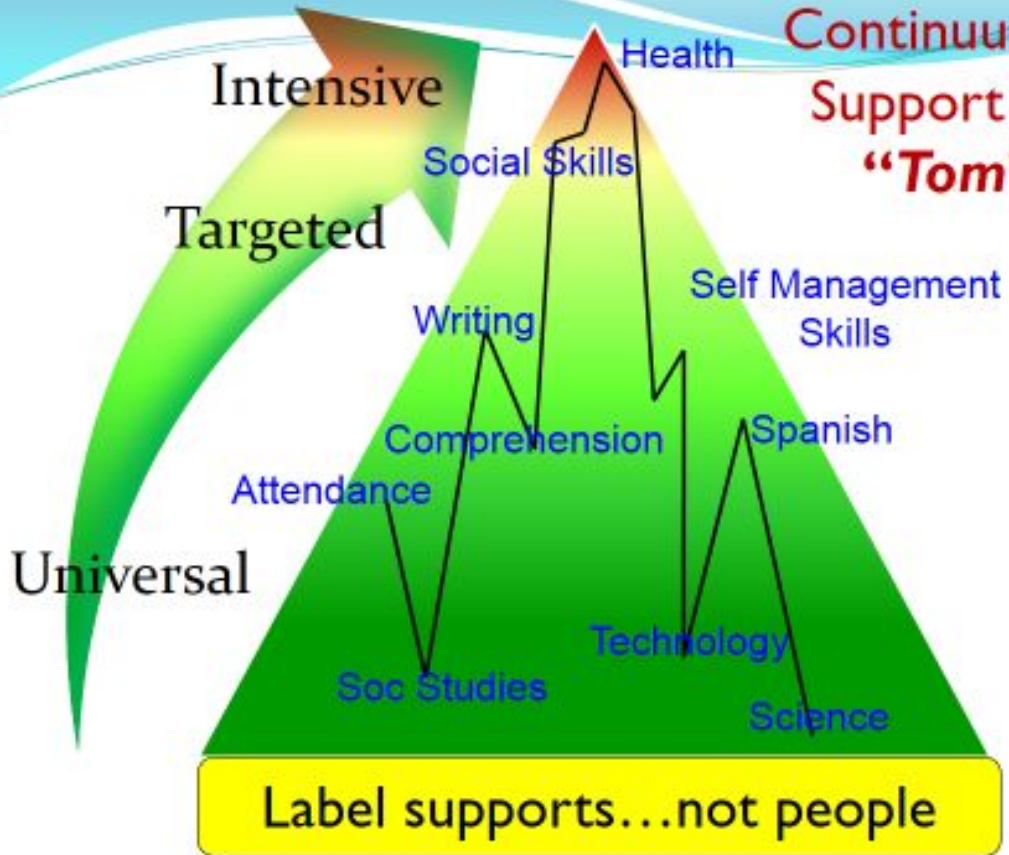 Continuu
Support
“Tom’
Intensive
Health
Social Skills
Targeted
Self Management
Skills
Writing
Comprehension
Spanish
Attendance
Universal
Technology
Soc Studies
Science
Label supports...not people